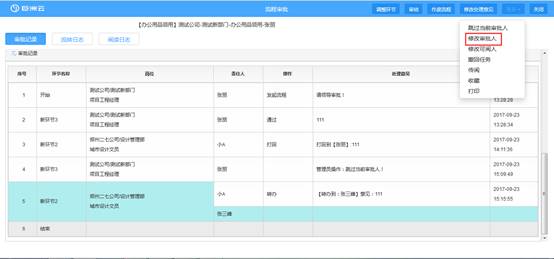 流程审批
调整环节
审结
作废流程
修改处理意见
关闭
【办公用品领用】测试公司-测试新部门-办公用品领用-张丽
审批记录
流转日志
阅读日志
审批记录
跳过当前审批人
修改审批人
修改可阅人
撤回任务
传阅
收藏
打印
序号 环节名称 岗位 责任人 操作 处理意见
1 开始 测试公司/测试新部门 项目工程经理 张丽 发起流程 请领导审批!
13:28:28
2 新环节3 测试公司/测试新部门 项目工程经理 张丽 通过 111 2017-09-23 13:28:34
3 新环节2 郑州二七公司/设计管理部 城市设计文员 小A 打回 打回到【张丽】:111 2017-09-23 14:11:36
4 新环节3 测试公司/测试新部门 项目工程经理 张丽 管理员操作:跳过当前审批人! 2017-09-23 15:09:49
5 新环节2 郑州二七公司/设计管理部 城市设计文员 小A 转办 【转办到:张三峰】意见:111 2017-09-23 15:15:55
张三峰
6 结束